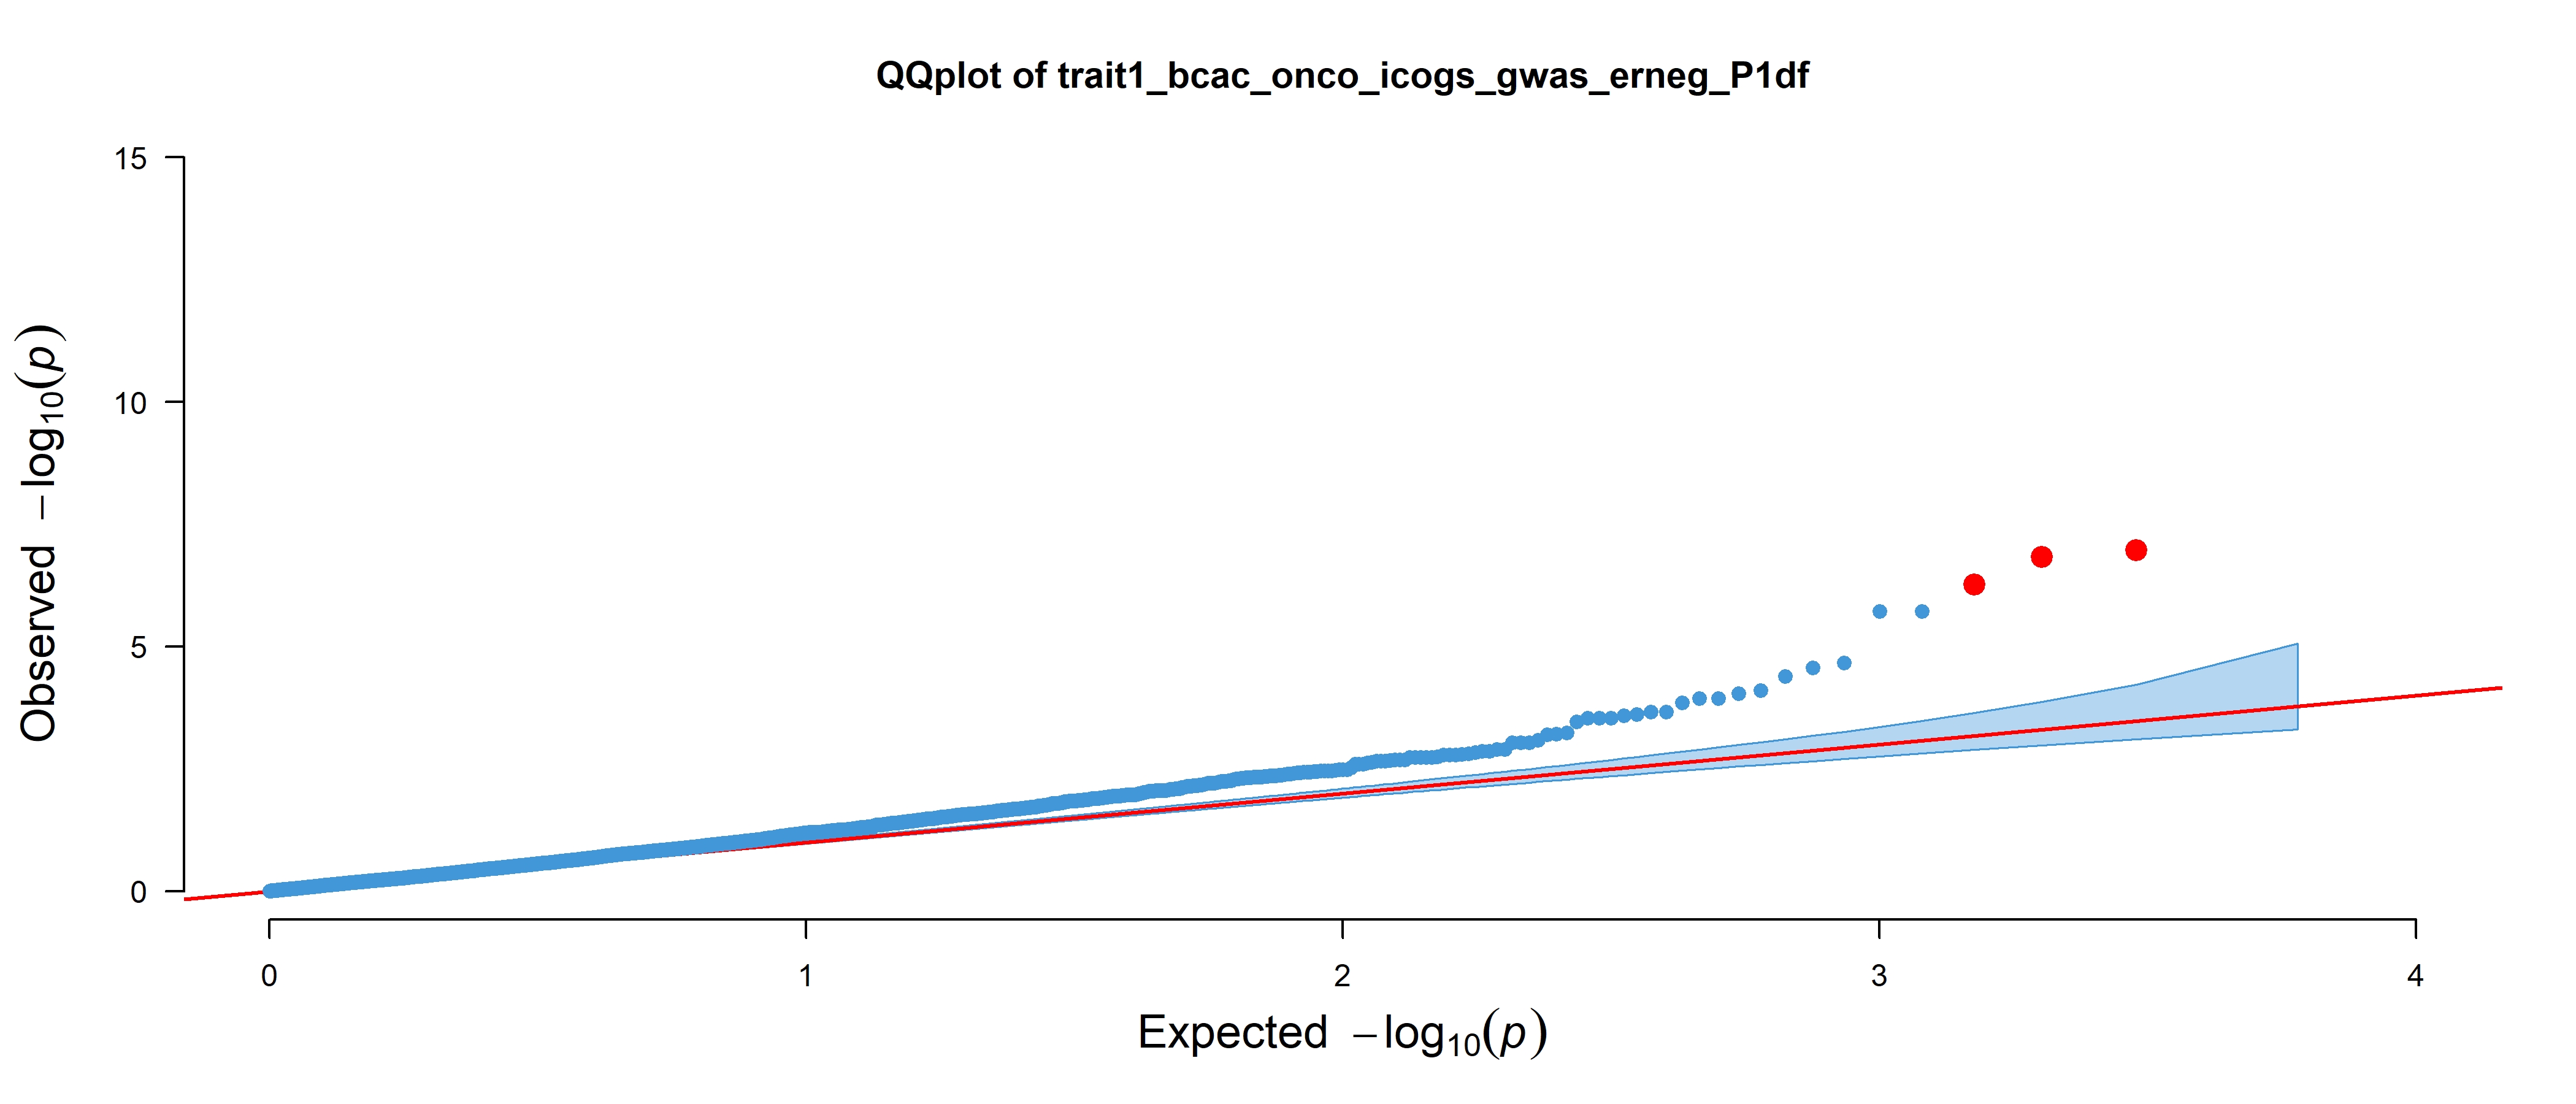 QQplot of trait1_bcac_onco_icogs_gwas_erneg_P1df
15
10
5
0
Observed −log10(p)
0 1 2 3 4
Expected −log10(p)